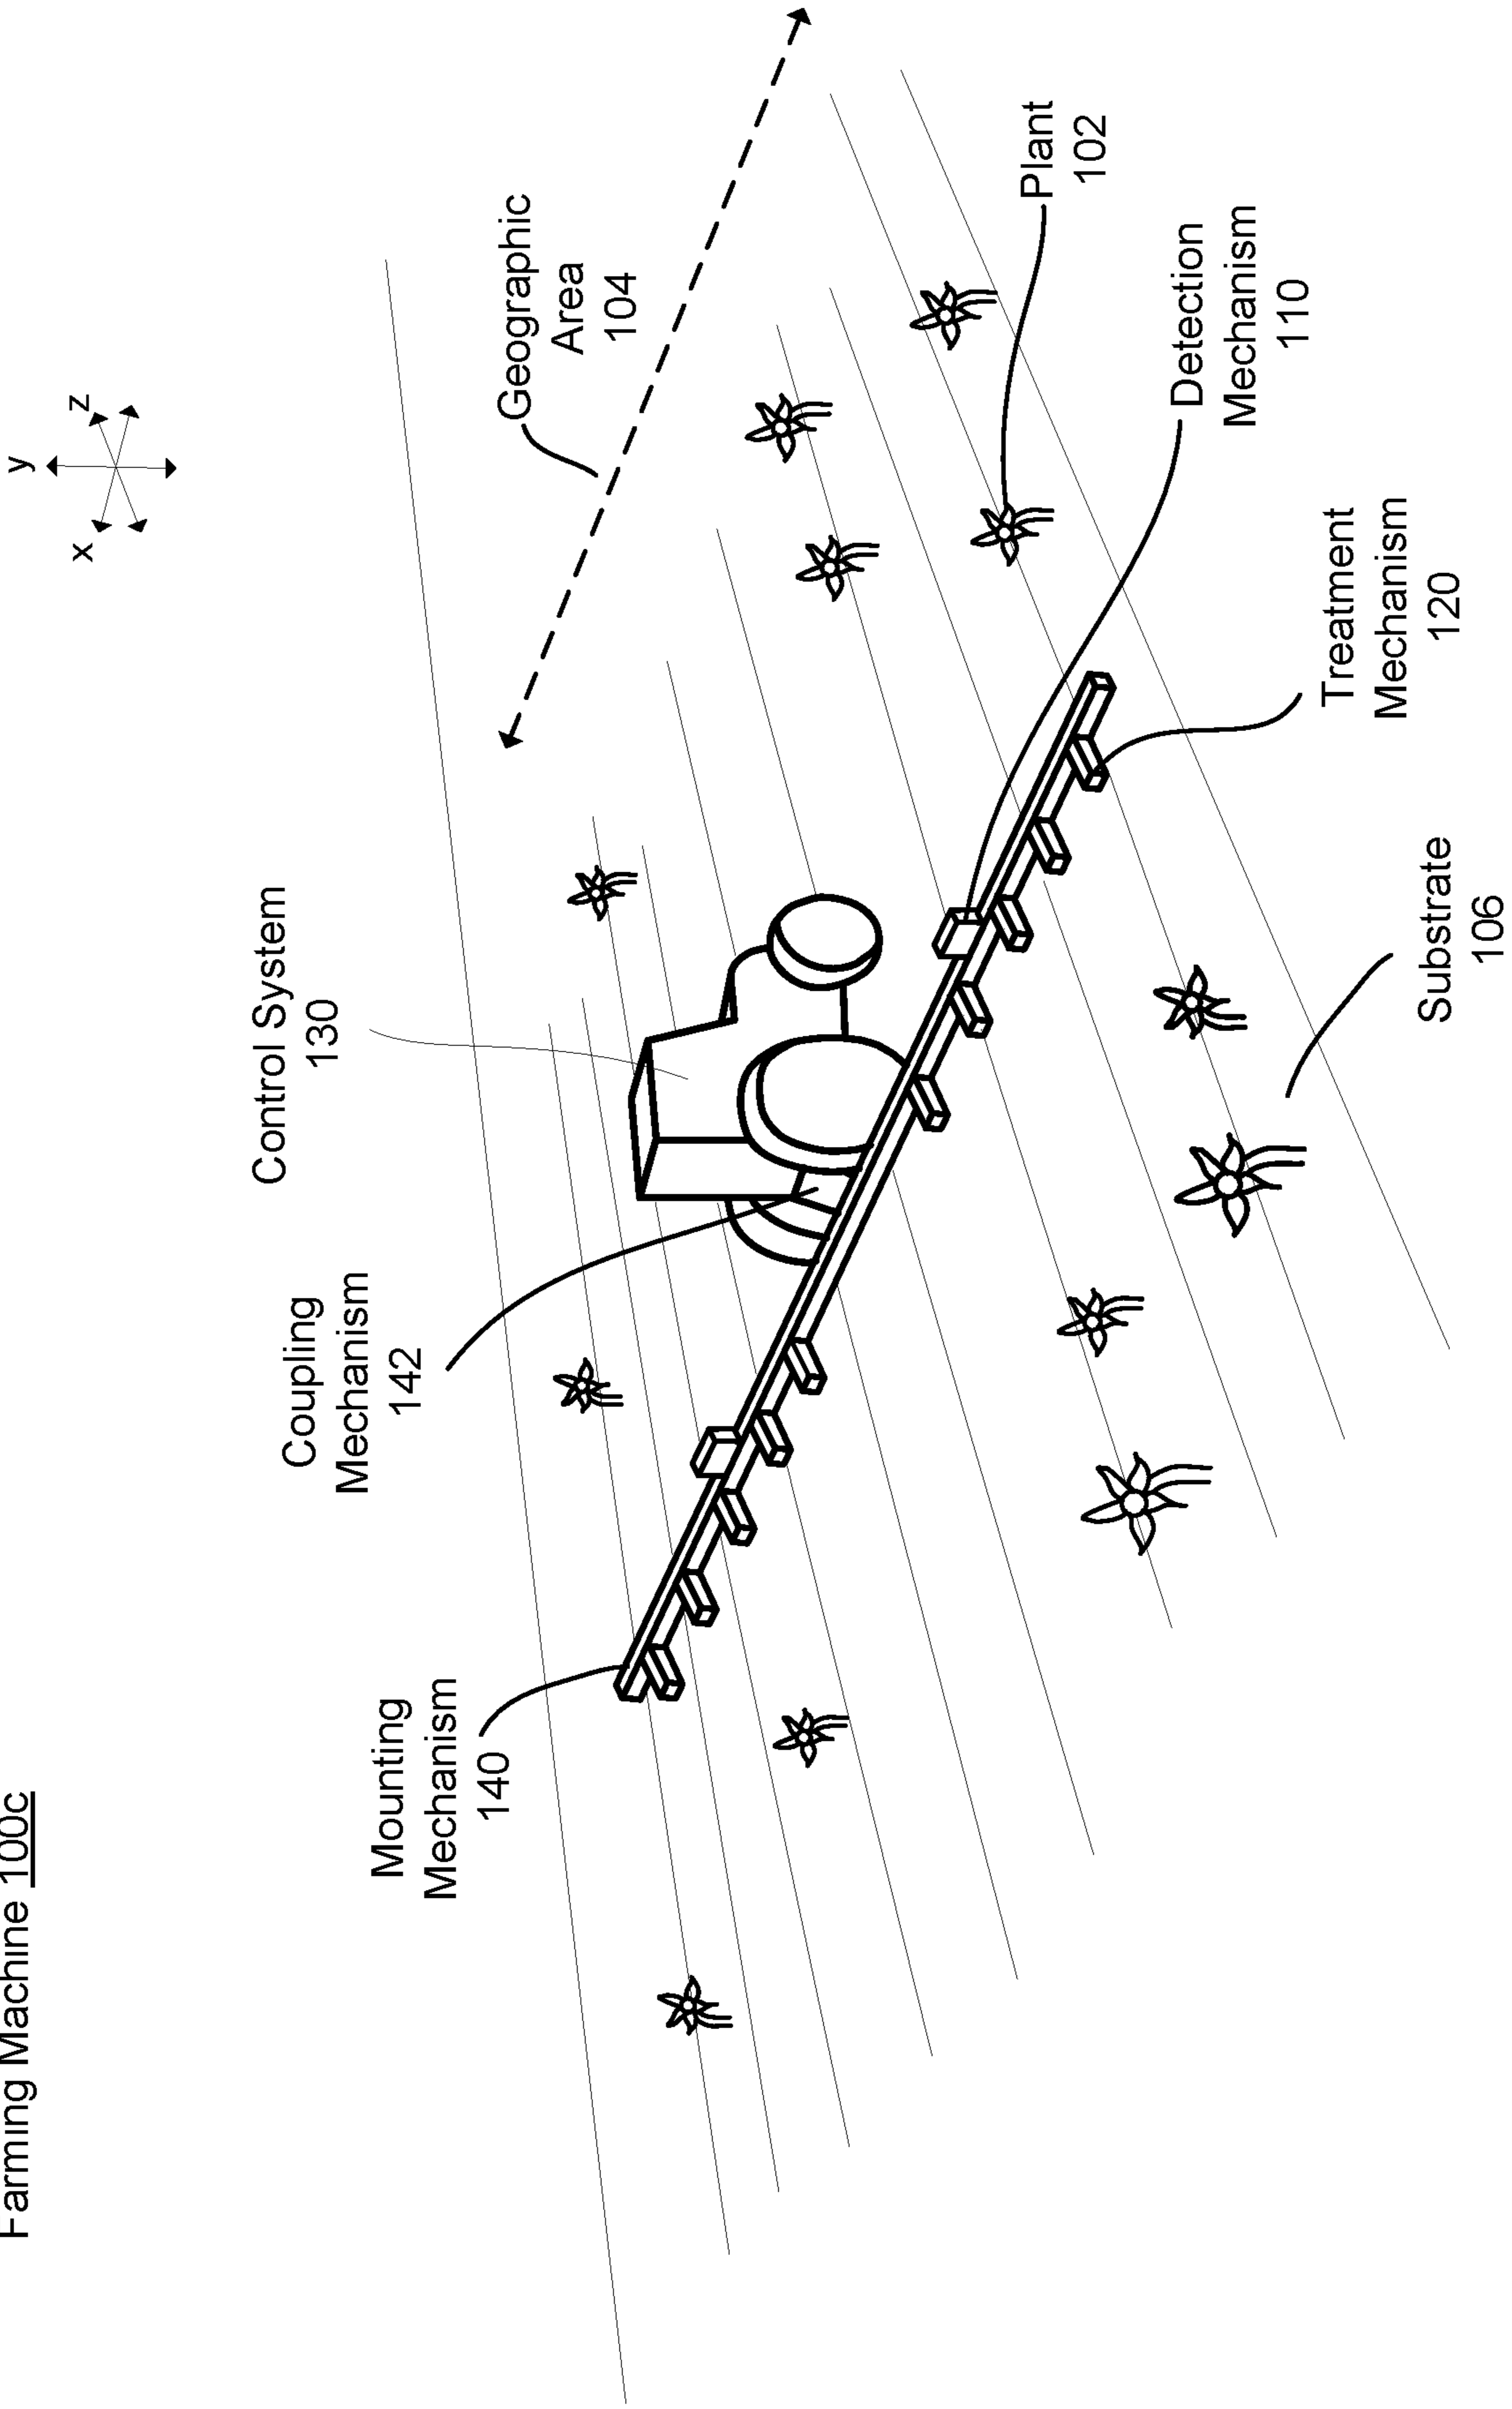 Farming Machine 100c
y
x
z
Control System
130
Geographic
Area
104
Coupling
Mechanism
142
Mounting
Mechanism
140
Plant
102
Detection
Mechanism
110
Treatment
Mechanism
120
Substrate
106